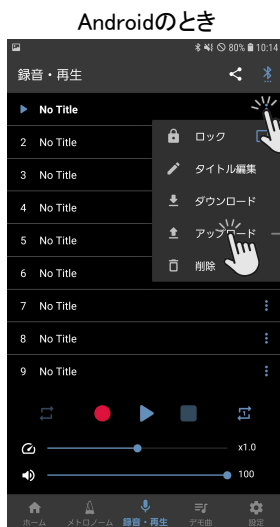 Androidのとき
80% 10:14
録音・再生
No Title
ロック
2 No Title
タイトル編集
3 No Title
ダウンロード
4 No Title
アップロード
5 No Title
削除
6 No Title
7 No Title
8 No Title
9 No Title
x1.0
100
ホーム メトロノーム 録音・再生 デモ曲 設定